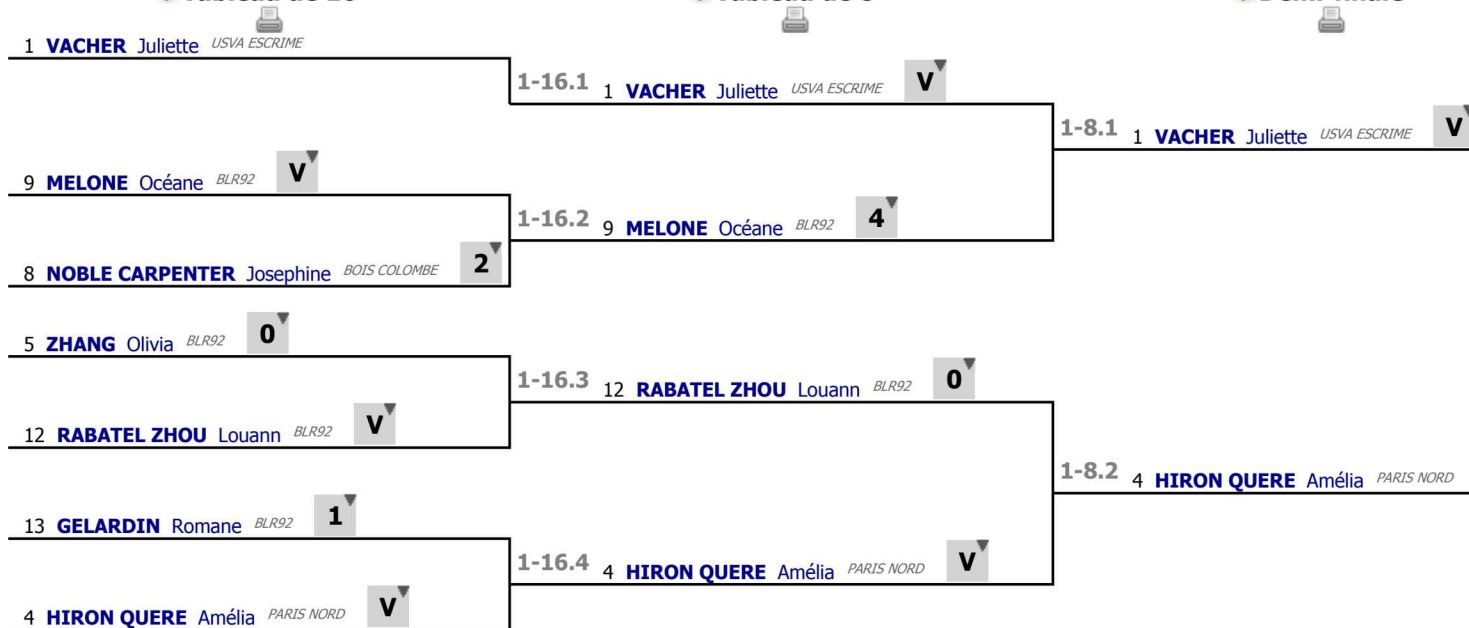 1 VACHER Juliette USVA ESCRIME
1-16.1 1 VACHER Juliette USVA ESCRIME V
1-8.1 1 VACHER Juliette USVA ESCRIME V
9 MELONE Océane BLR92 V
1-16.2 9 MELONE Océane BLR92 4
8 NOBLE CARPENTER Josephine BOIS COLOMBE 2
5 ZHANG Olivia BLR92 0
1-16.3 12 RABATEL ZHOU Louann BLR92 0
12 RABATEL ZHOU Louann BLR92 V
1-8.2 4 HIRON QUERE Amélia PARIS NORD
13 GELARDIN Romane BLR92 1
1-16.4 4 HIRON QUERE Amélia PARIS NORD V
4 HIRON QUERE Amélia PARIS NORD V